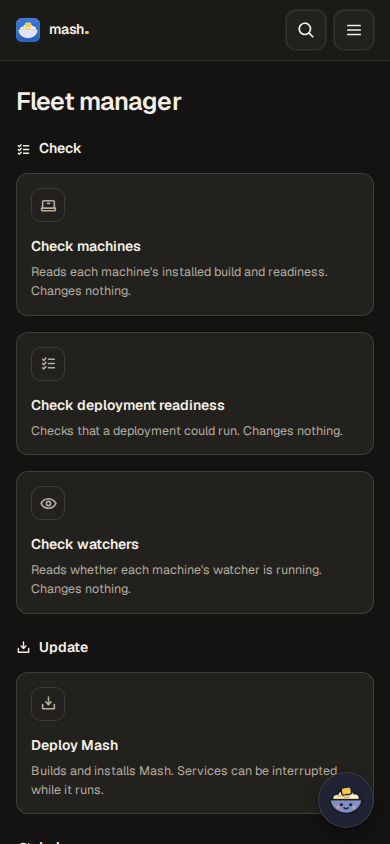 mash.
Fleet manager
Check
Check machines
Reads each machine's installed build and readiness.
Changes nothing.
Check deployment readiness
Checks that a deployment could run. Changes nothing.
Check watchers
Reads whether each machine's watcher is running.
Changes nothing.
Update
Deploy Mash
Builds and installs Mash. Services can be interrupted
while it runs.